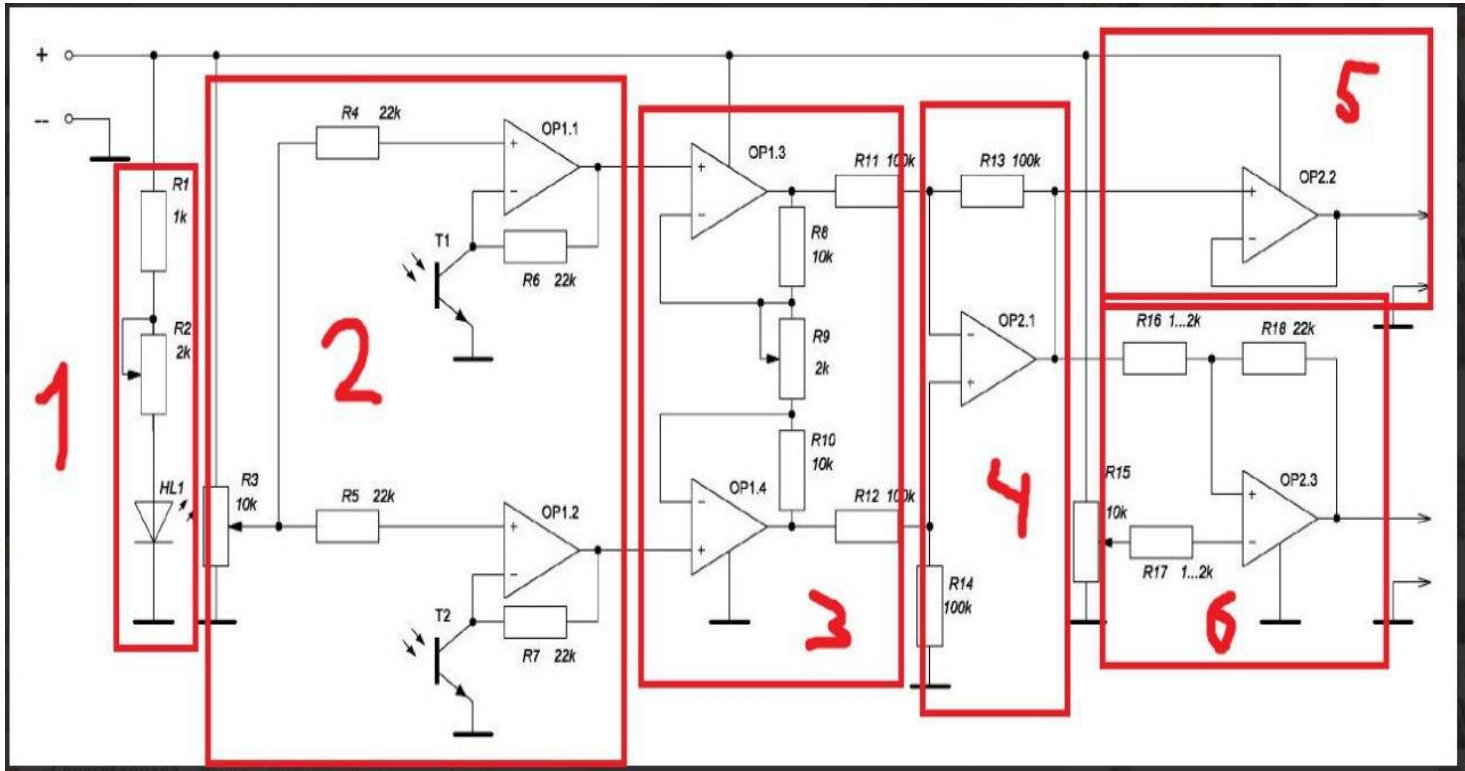 +
--
R1
1k
R2
2k
HL1
1
R3
10k
R4 22k
R5 22k
2
T1
R6 22k
OP1.1
T2
R7 22k
OP1.2
OP1.3
R8
10k
R9
2k
R10
10k
OP1.4
R11 100k
R12 100k
3
R13 100k
OP2.1
4
R14
100k
5
OP2.2
R16 1...2k
R18 22k
R15
10k
R17 1...2k
OP2.3
6
+
-
+
-
+
-
-
+
-
+
+
-
+
-